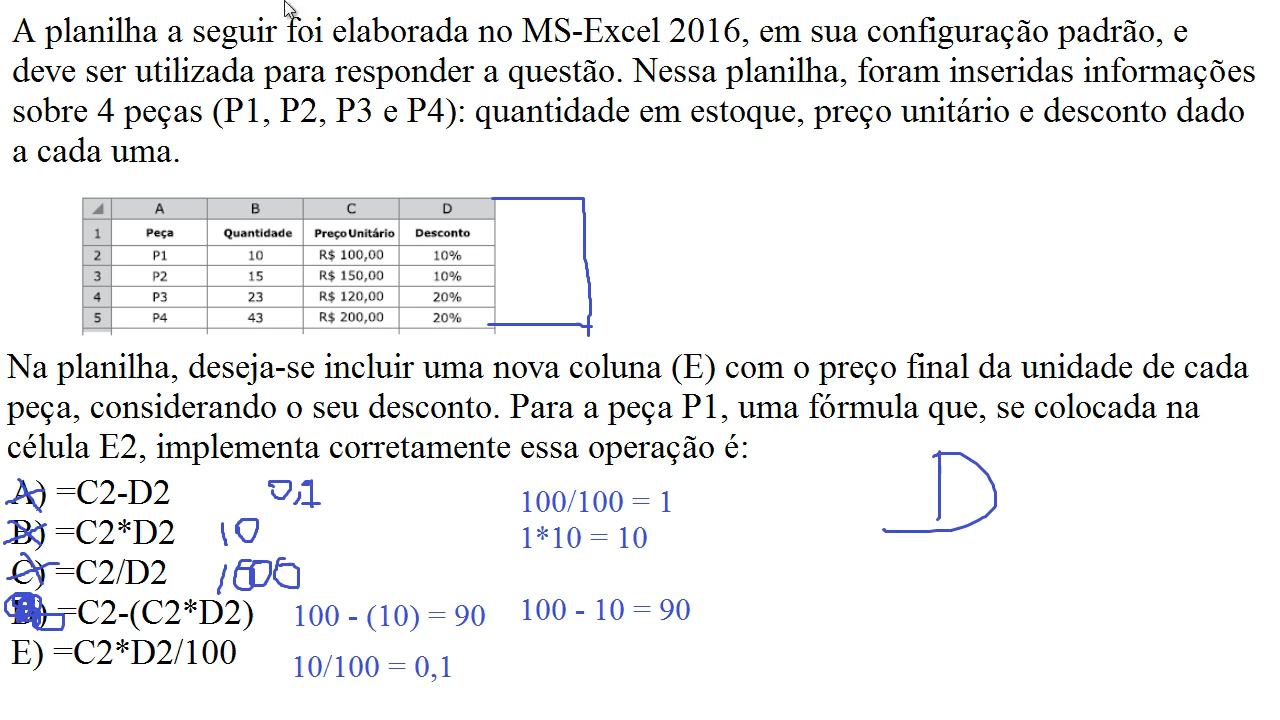 A planilha a seguir foi elaborada no MS-Excel 2016, em sua configuração padrão, e
deve ser utilizada para responder a questão. Nessa planilha, foram inseridas informações
sobre 4 peças (P1, P2, P3 e P4): quantidade em estoque, preço unitário e desconto dado
a cada uma.
A B C D
1 Peça Quantidade Preço Unitário Desconto
2 P1 10 R$ 100,00 10%
3 P2 15 R$ 150,00 10%
4 P3 23 R$ 120,00 20%
5 P4 43 R$ 200,00 20%
Na planilha, deseja-se incluir uma nova coluna (E) com o preço final da unidade de cada
peça, considerando o seu desconto. Para a peça P1, uma fórmula que, se colocada na
célula E2, implementa corretamente essa operação é:
A) =C2-D2 0,1 100/100 = 1
B) =C2*D2 10 1*10 = 10
C) =C2/D2
D) =C2-(C2*D2) 100 - (10) = 90 100 - 10 = 90
E) =C2*D2/100 10/100 = 0,1
D